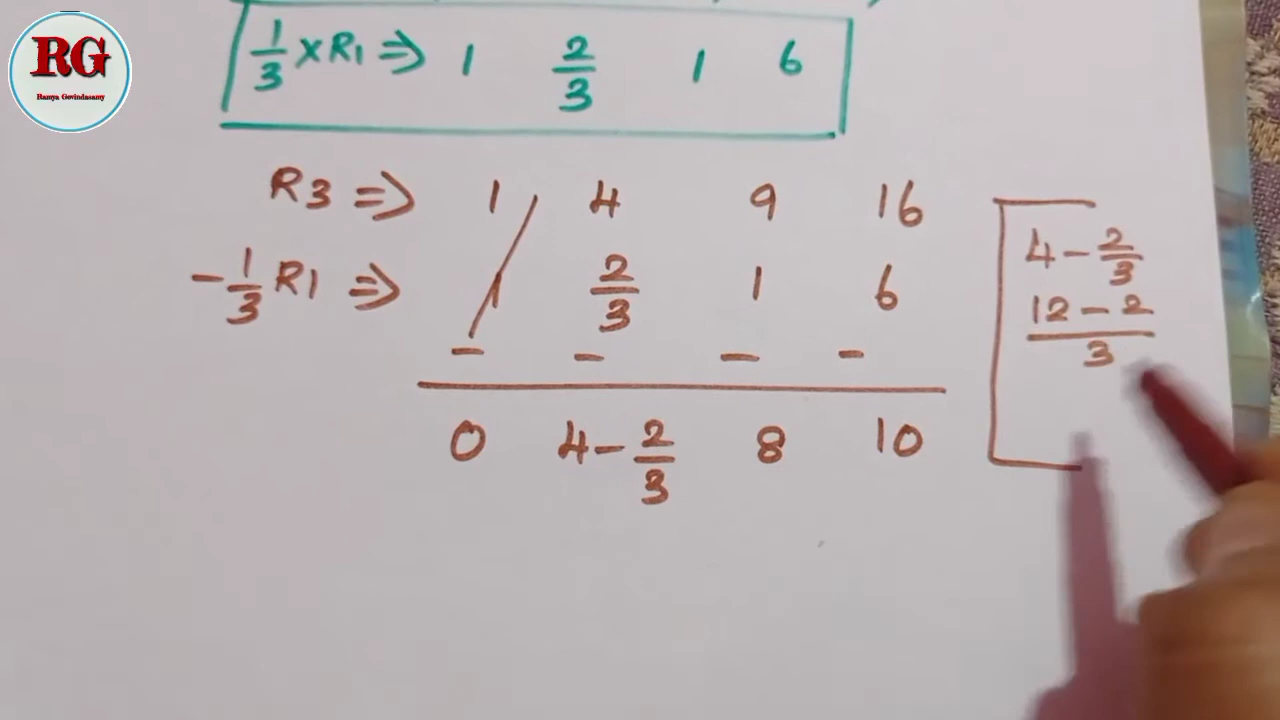 RG
Ramya Govindasamy
1/3 × R1 ⇒ 1 2/3 1 6
R3 ⇒ 1 4 9 16
-1/3 R1 ⇒ 1 2/3 1 6
- - - -
0 4 - 2/3 8 10
4 - 2/3
12 - 2
3